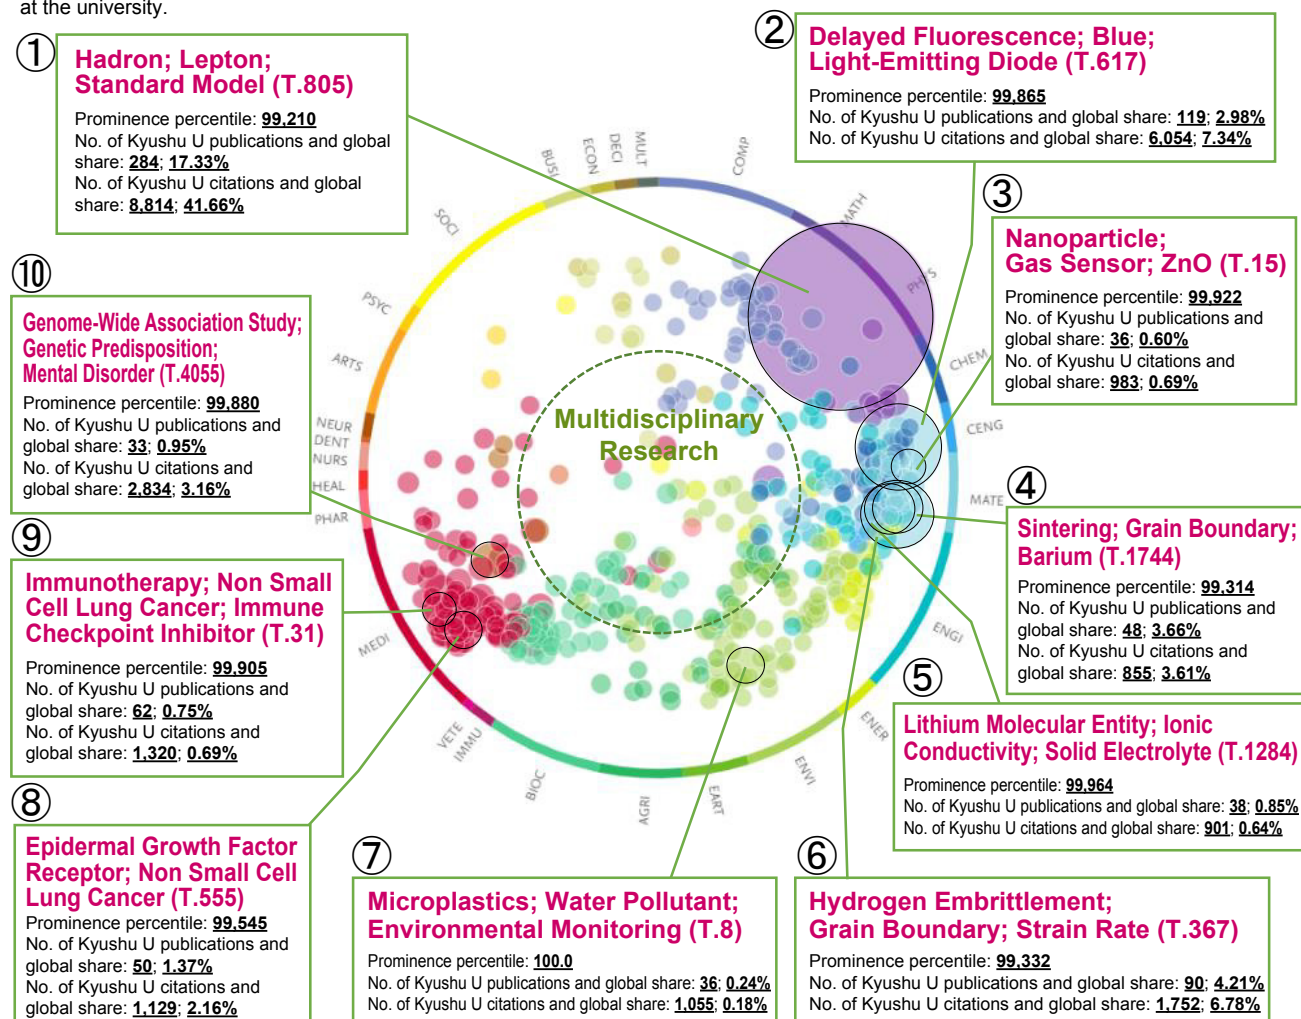 at the university.
①
Hadron; Lepton;
Standard Model (T.805)
Prominence percentile: 99,210
No. of Kyushu U publications and global
share: 284; 17.33%
No. of Kyushu U citations and global
share: 8,814; 41.66%
②
Delayed Fluorescence; Blue;
Light-Emitting Diode (T.617)
Prominence percentile: 99,865
No. of Kyushu U publications and global share: 119; 2.98%
No. of Kyushu U citations and global share: 6,054; 7.34%
③
Nanoparticle;
Gas Sensor; ZnO (T.15)
Prominence percentile: 99,922
No. of Kyushu U publications and
global share: 36; 0.60%
No. of Kyushu U citations and
global share: 983; 0.69%
④
Sintering; Grain Boundary;
Barium (T.1744)
Prominence percentile: 99,314
No. of Kyushu U publications and
global share: 48; 3.66%
No. of Kyushu U citations and
global share: 855; 3.61%
⑤
Lithium Molecular Entity; Ionic
Conductivity; Solid Electrolyte (T.1284)
Prominence percentile: 99,964
No. of Kyushu U publications and global share: 38; 0.85%
No. of Kyushu U citations and global share: 901; 0.64%
⑥
Hydrogen Embrittlement;
Grain Boundary; Strain Rate (T.367)
Prominence percentile: 99,332
No. of Kyushu U publications and global share: 90; 4.21%
No. of Kyushu U citations and global share: 1,752; 6.78%
⑦
Microplastics; Water Pollutant;
Environmental Monitoring (T.8)
Prominence percentile: 100.0
No. of Kyushu U publications and global share: 36; 0.24%
No. of Kyushu U citations and global share: 1,055; 0.18%
⑧
Epidermal Growth Factor
Receptor; Non Small Cell
Lung Cancer (T.555)
Prominence percentile: 99,545
No. of Kyushu U publications and
global share: 50; 1.37%
No. of Kyushu U citations and
global share: 1,129; 2.16%
⑨
Immunotherapy; Non Small
Cell Lung Cancer; Immune
Checkpoint Inhibitor (T.31)
Prominence percentile: 99,905
No. of Kyushu U publications and
global share: 62; 0.75%
No. of Kyushu U citations and
global share: 1,320; 0.69%
⑩
Genome-Wide Association Study;
Genetic Predisposition;
Mental Disorder (T.4055)
Prominence percentile: 99,880
No. of Kyushu U publications and
global share: 33; 0.95%
No. of Kyushu U citations and
global share: 2,834; 3.16%
Multidisciplinary
Research
COMP
MATH
PHYS
CHEM
CENG
MATE
ENGI
ENER
ENVI
EART
AGRI
BIOC
IMMU
VETE
MEDI
PHAR
HEAL
NURS
DENT
NEUR
ARTS
PSYC
SOCI
BUSI
ECON
DECI
MULT